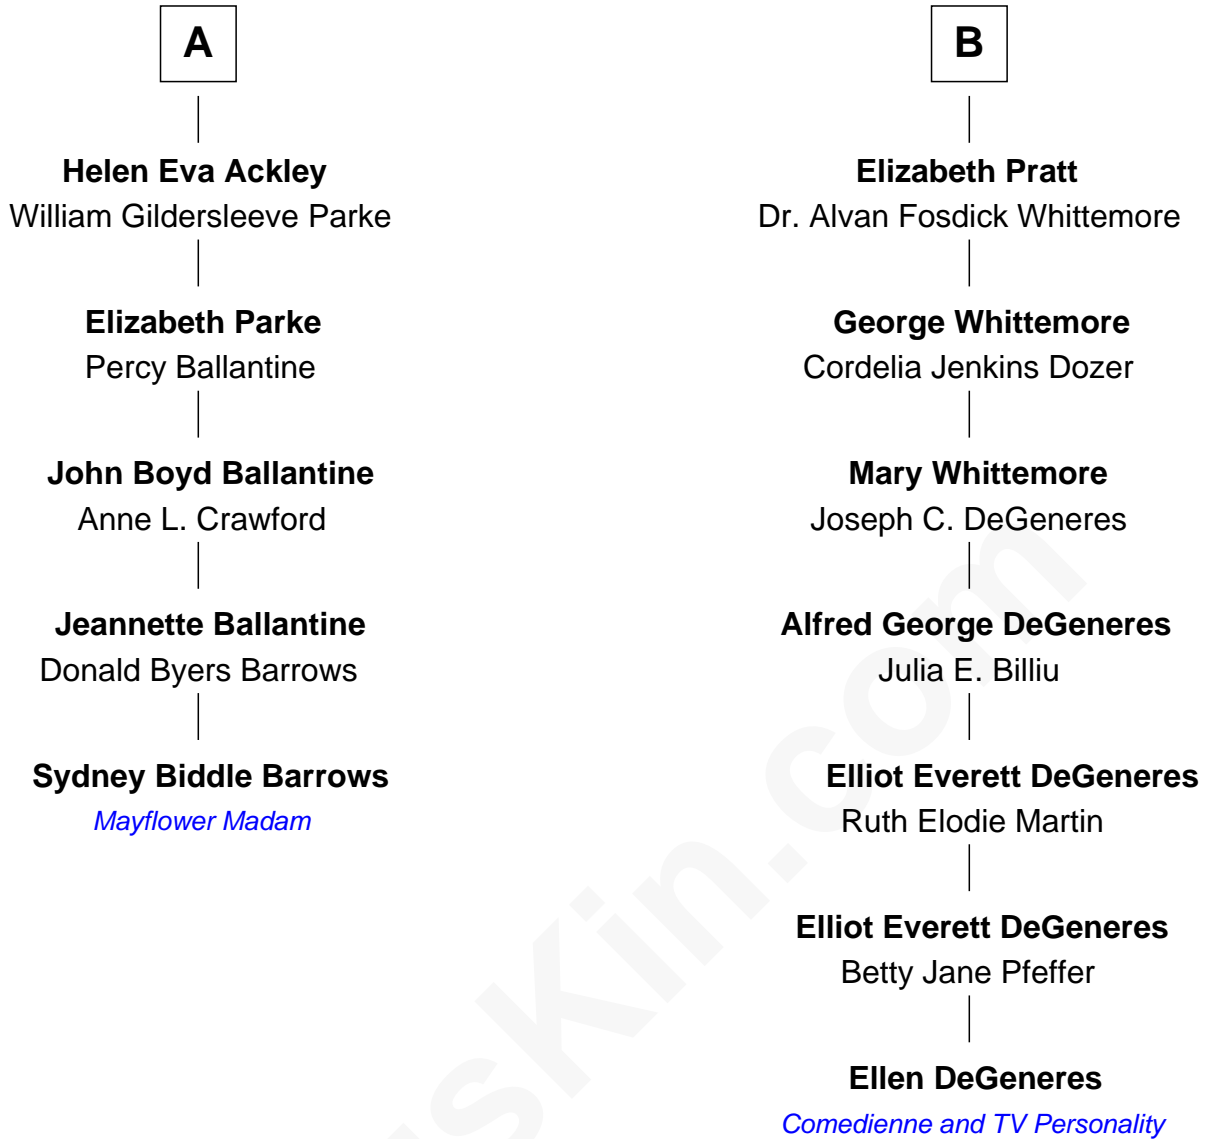 A
Helen Eva Ackley
William Gildersleeve Parke
Elizabeth Parke
Percy Ballantine
John Boyd Ballantine
Anne L. Crawford
Jeannette Ballantine
Donald Byers Barrows
Sydney Biddle Barrows
Mayflower Madam
B
Elizabeth Pratt
Dr. Alvan Fosdick Whittemore
George Whittemore
Cordelia Jenkins Dozer
Mary Whittemore
Joseph C. DeGeneres
Alfred George DeGeneres
Julia E. Billiu
Elliot Everett DeGeneres
Ruth Elodie Martin
Elliot Everett DeGeneres
Betty Jane Pfeffer
Ellen DeGeneres
Comedienne and TV Personality